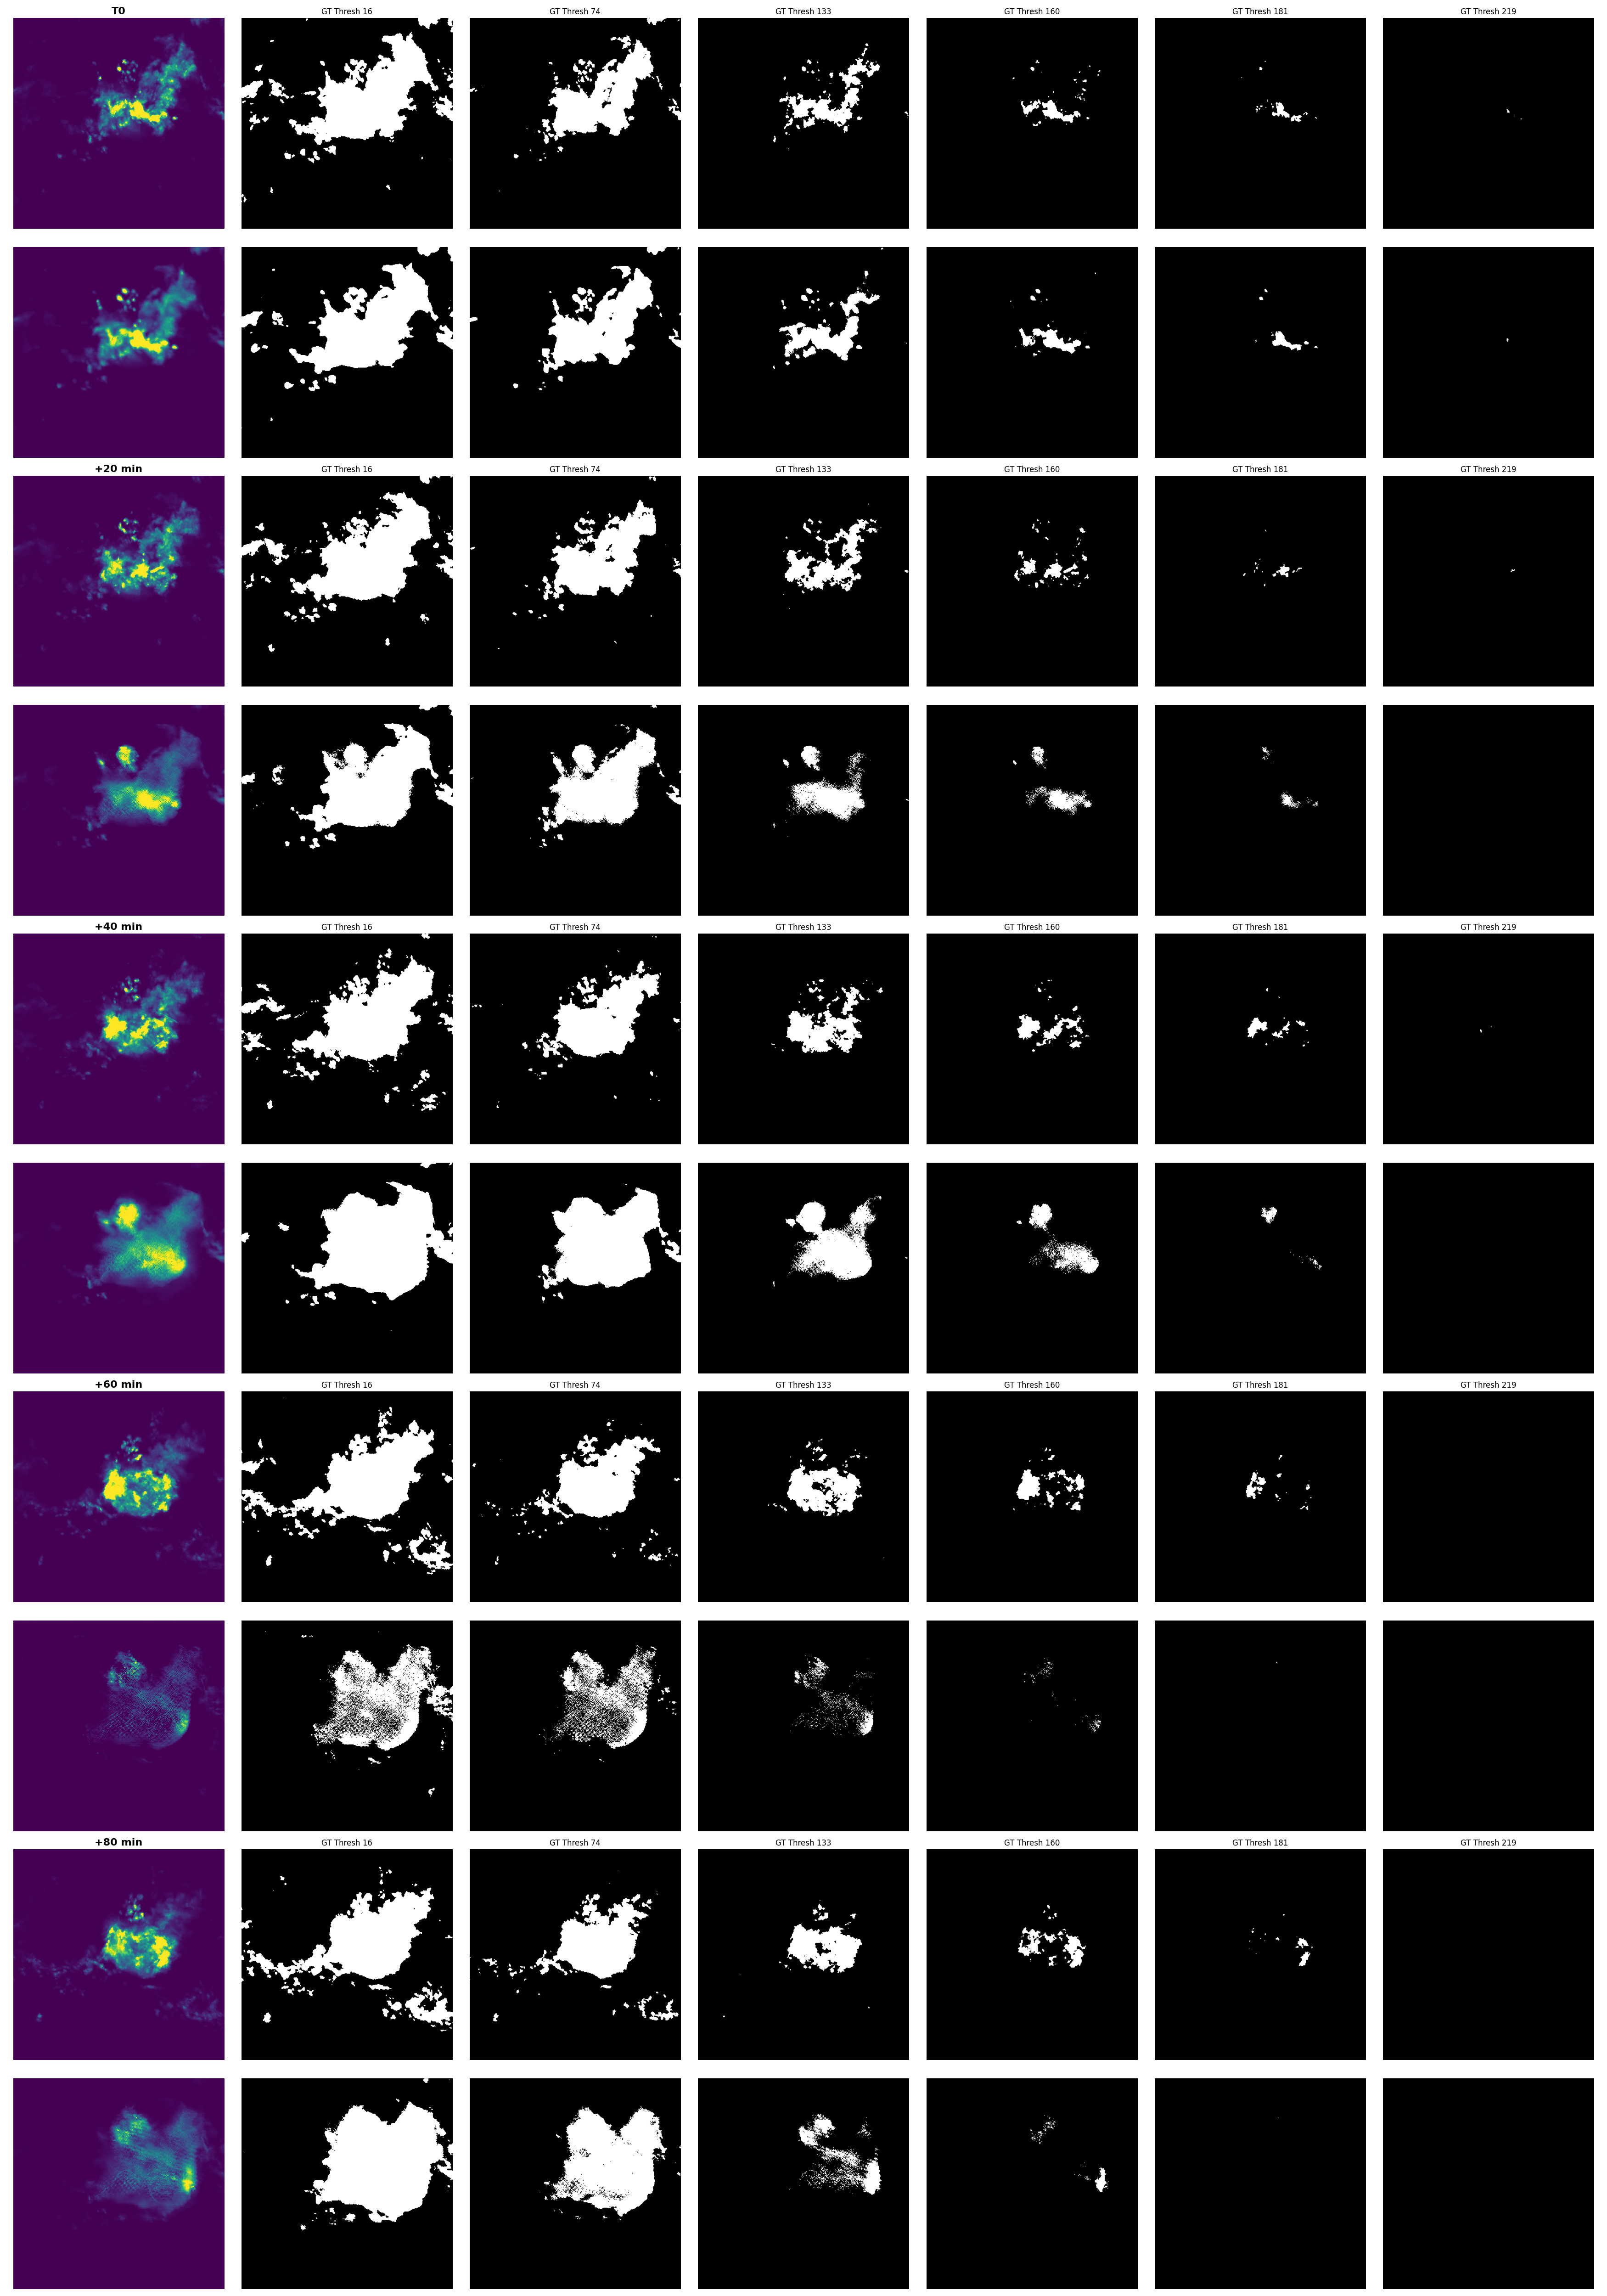 T0 GT Thresh 16 GT Thresh 74 GT Thresh 133 GT Thresh 160 GT Thresh 181 GT Thresh 219
+20 min GT Thresh 16 GT Thresh 74 GT Thresh 133 GT Thresh 160 GT Thresh 181 GT Thresh 219
+40 min GT Thresh 16 GT Thresh 74 GT Thresh 133 GT Thresh 160 GT Thresh 181 GT Thresh 219
+60 min GT Thresh 16 GT Thresh 74 GT Thresh 133 GT Thresh 160 GT Thresh 181 GT Thresh 219
+80 min GT Thresh 16 GT Thresh 74 GT Thresh 133 GT Thresh 160 GT Thresh 181 GT Thresh 219